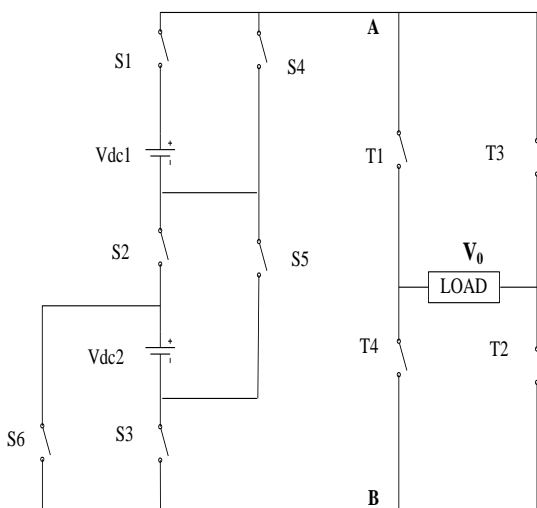 A
S1
S4
Vdc1
+
-
T1
T3
S2
S5
V₀
LOAD
Vdc2
+
-
T4
T2
S6
S3
B